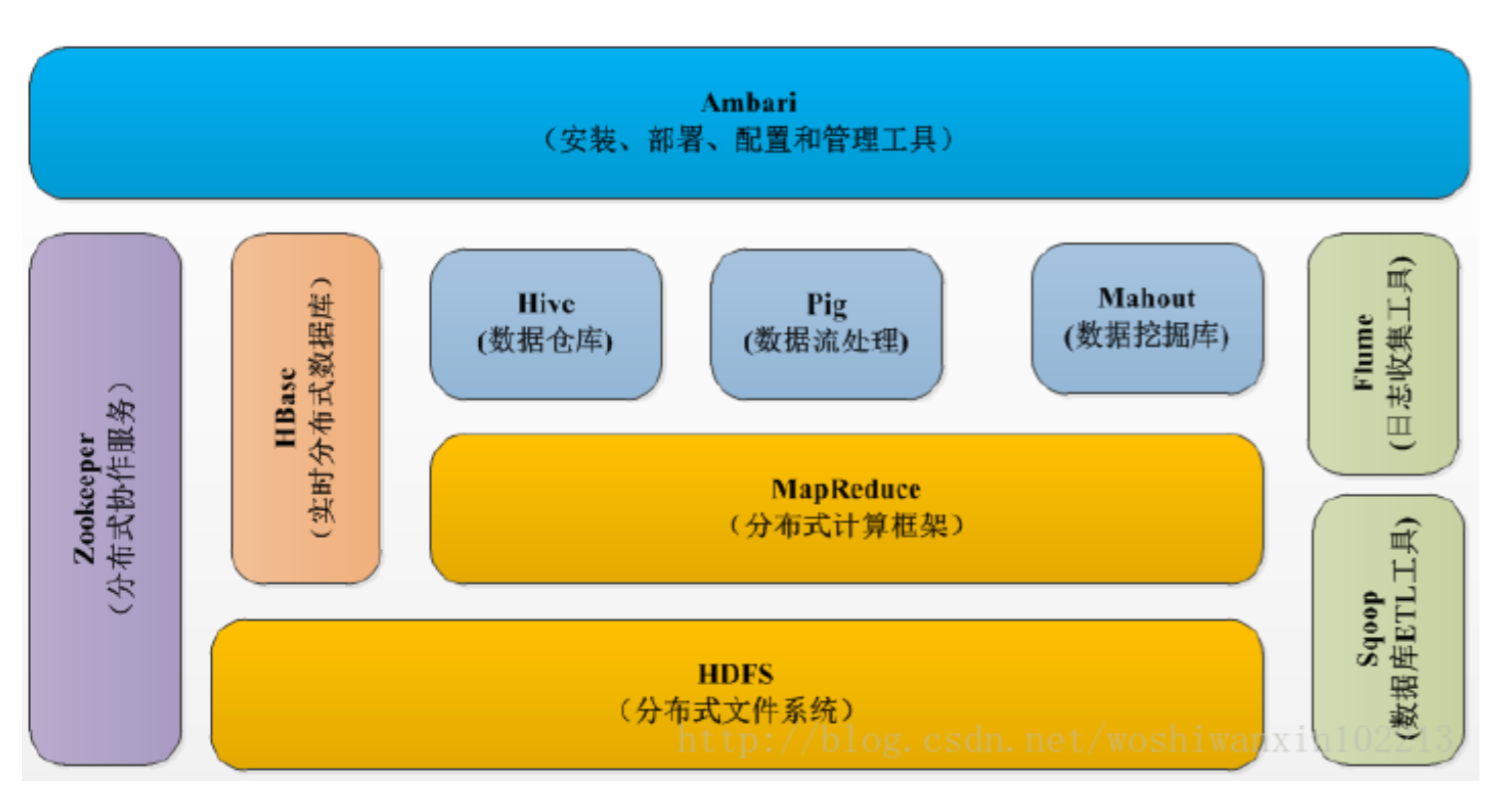 Ambari
（安装、部署、配置和管理工具）
Zookeeper
（分布式协作服务）
HBase
（实时分布式数据库）
Hive
(数据仓库)
Pig
(数据流处理)
Mahout
(数据挖掘库)
Flume
(日志收集工具)
MapReduce
（分布式计算框架）
Sqoop
(数据库ETL工具)
HDFS
（分布式文件系统）
http://blog.csdn.net/woshiwanxin102213